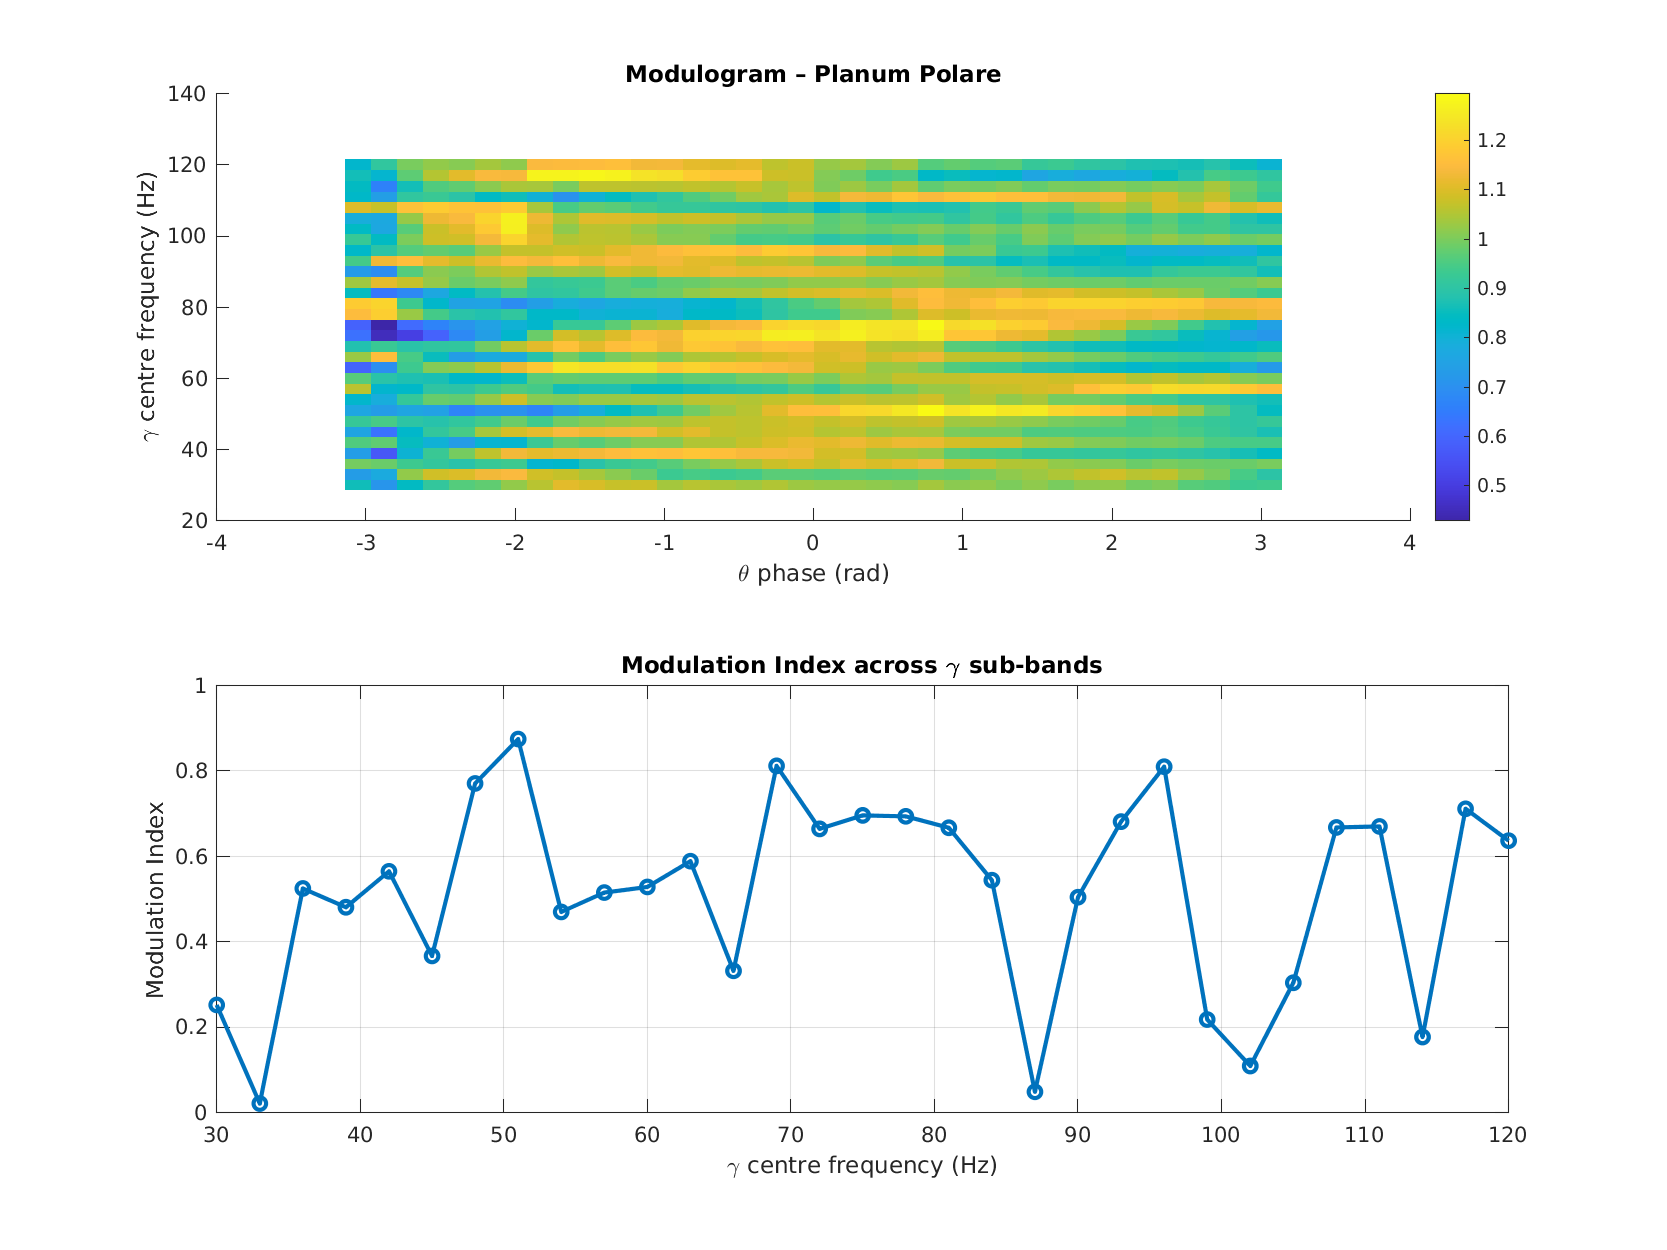 Modulogram – Planum Polare
140
120
100
80
60
40
20
γ centre frequency (Hz)
-4 -3 -2 -1 0 1 2 3 4
θ phase (rad)
1.2
1.1
1
0.9
0.8
0.7
0.6
0.5
Modulation Index across γ sub-bands
1
0.8
0.6
0.4
0.2
0
Modulation Index
30 40 50 60 70 80 90 100 110 120
γ centre frequency (Hz)